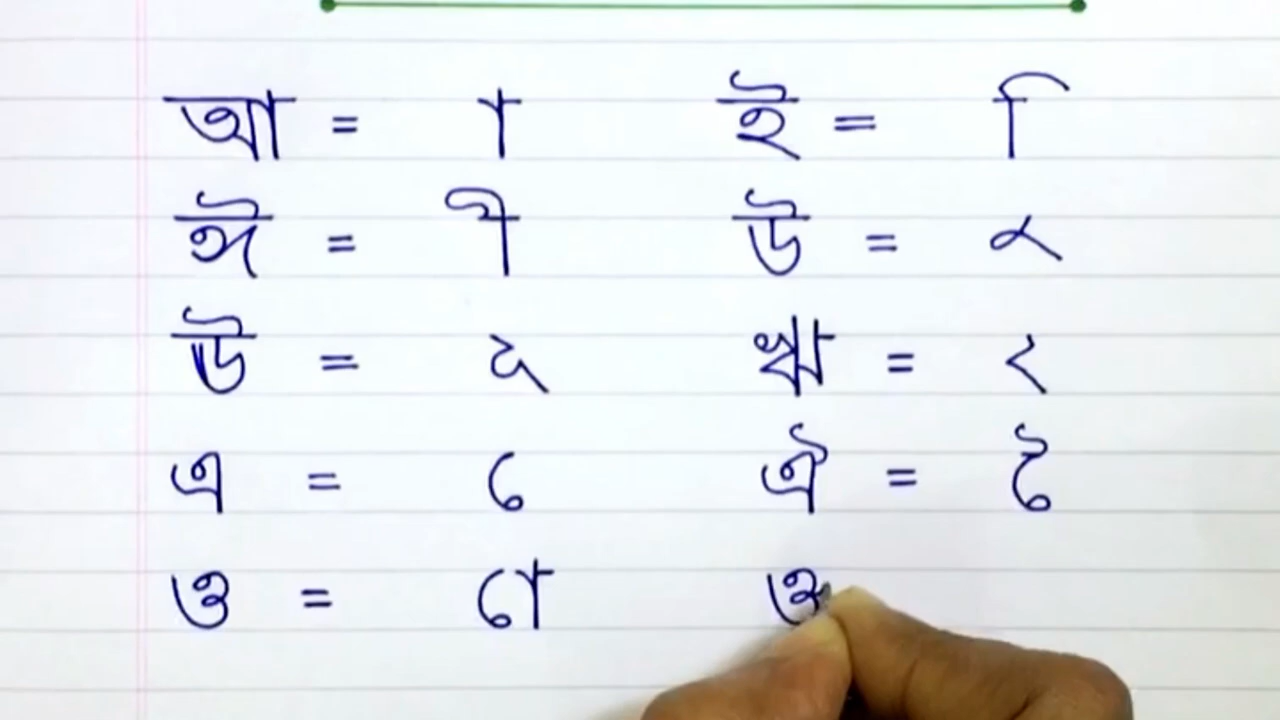 আ = া ই = ি
ঈ = ী উ = ু
ঊ = ূ ঋ = ৃ
এ = ে ঐ = ৈ
ও = ো